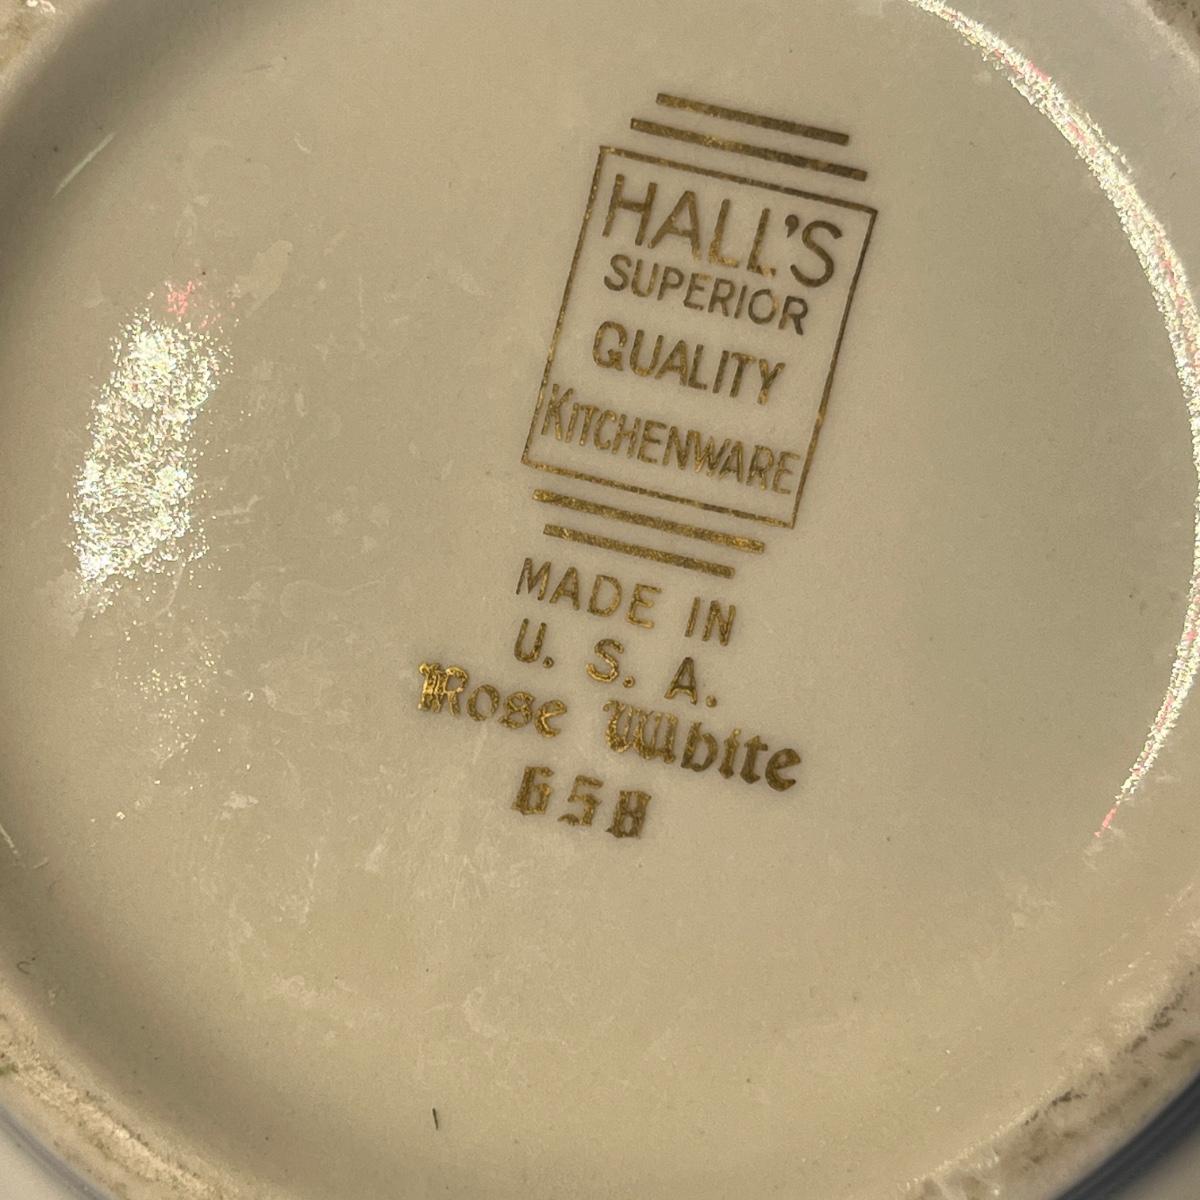 HALL'S
SUPERIOR
QUALITY
KITCHENWARE
MADE IN
U. S. A.
Rose White
658